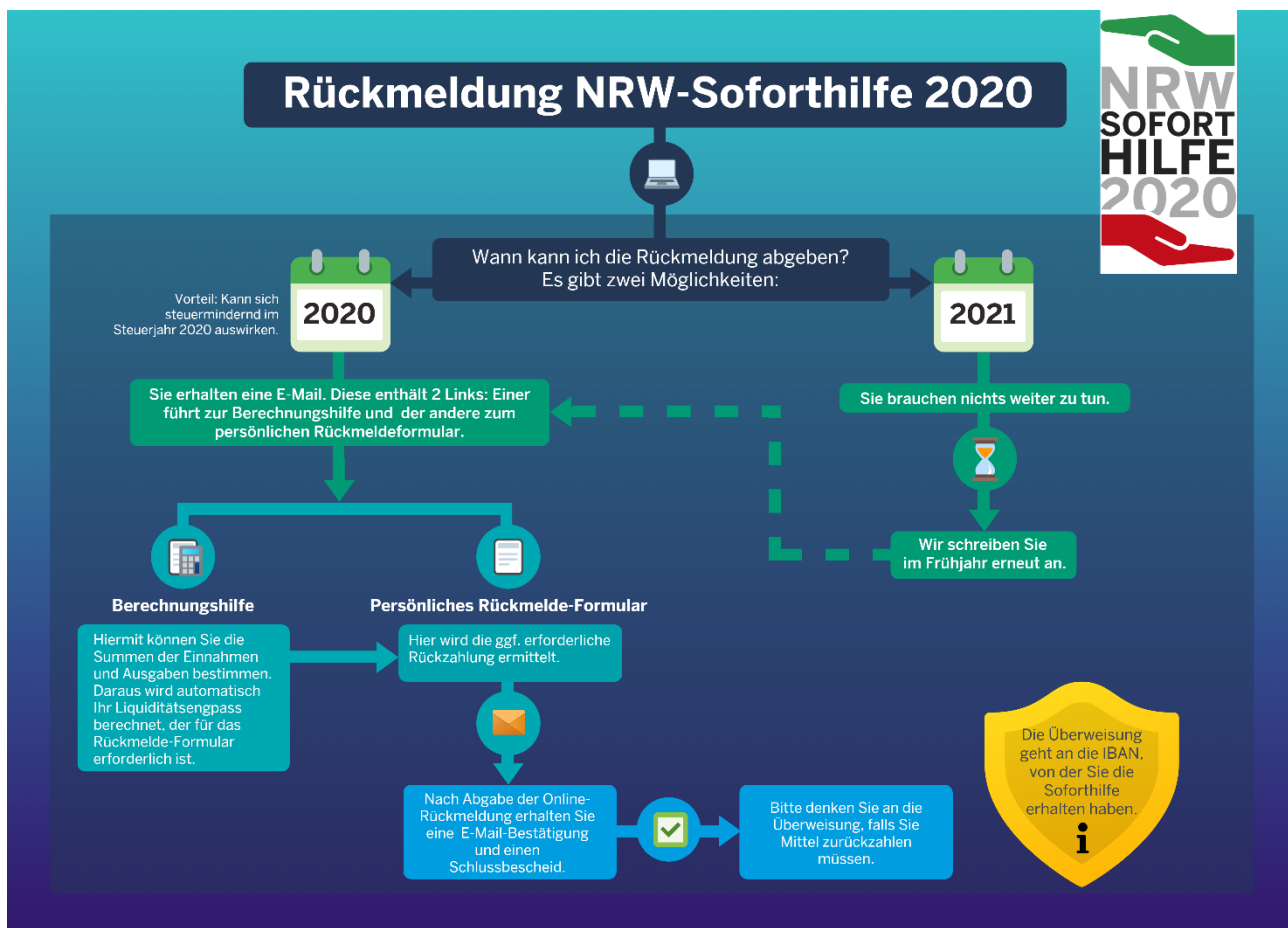 Rückmeldung NRW-Soforthilfe 2020
NRW
SOFORT
HILFE
2020
Wann kann ich die Rückmeldung abgeben?
Es gibt zwei Möglichkeiten:
Vorteil: Kann sich
steuermindernd im
Steuerjahr 2020 auswirken.
2020
2021
Sie erhalten eine E-Mail. Diese enthält 2 Links: Einer
führt zur Berechnungshilfe und der andere zum
persönlichen Rückmeldeformular.
Sie brauchen nichts weiter zu tun.
Wir schreiben Sie
im Frühjahr erneut an.
Berechnungshilfe
Hiermit können Sie die
Summen der Einnahmen
und Ausgaben bestimmen.
Daraus wird automatisch
Ihr Liquiditätsengpass
berechnet, der für das
Rückmelde-Formular
erforderlich ist.
Persönliches Rückmelde-Formular
Hier wird die ggf. erforderliche
Rückzahlung ermittelt.
Nach Abgabe der Online-
Rückmeldung erhalten Sie
eine E-Mail-Bestätigung
und einen
Schlussbescheid.
Bitte denken Sie an die
Überweisung, falls Sie
Mittel zurückzahlen
müssen.
Die Überweisung
geht an die IBAN,
von der Sie die
Soforthilfe
erhalten haben.
i